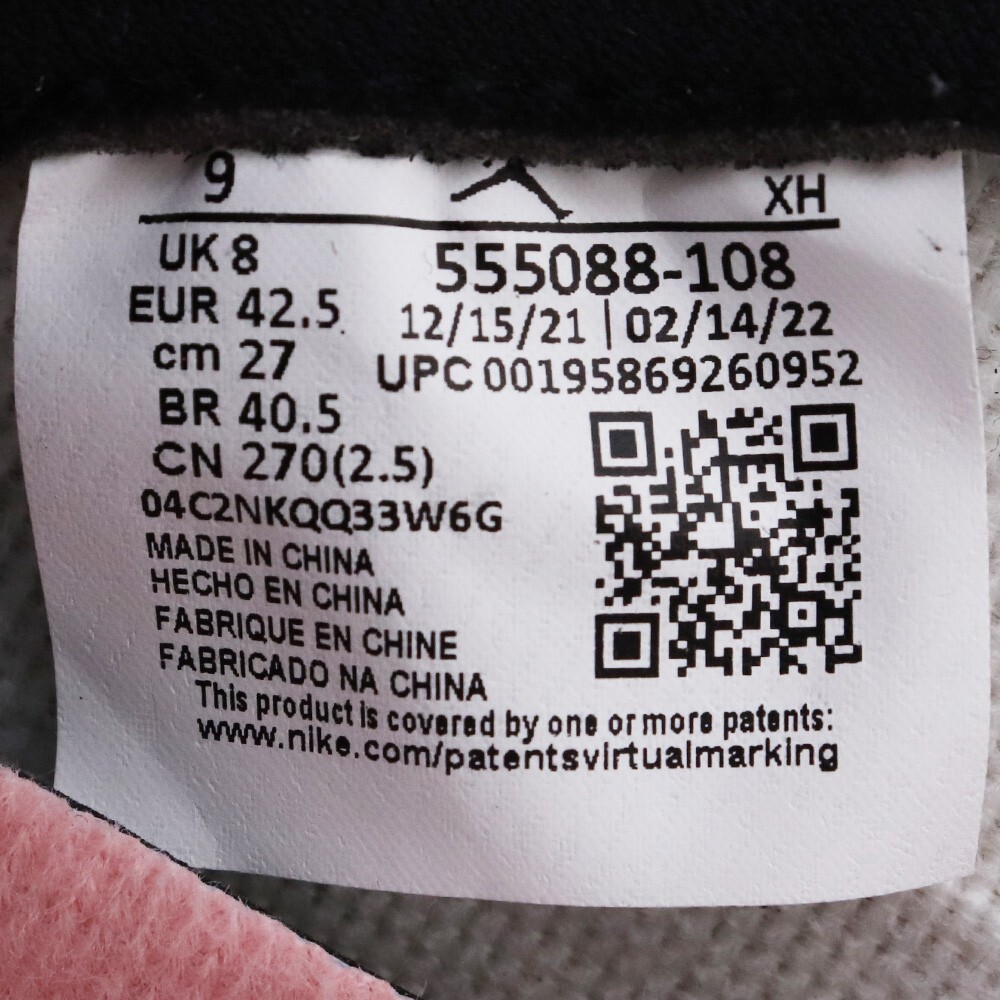 9 XH
UK 8 555088-108
EUR 42.5 12/15/21 | 02/14/22
cm 27 UPC 00195869260952
BR 40.5
CN 270(2.5)
04C2NKQQ33W6G
MADE IN CHINA
HECHO EN CHINA
FABRIQUE EN CHINE
FABRICADO NA CHINA
This product is covered by one or more patents:
www.nike.com/patentsvirtualmarking